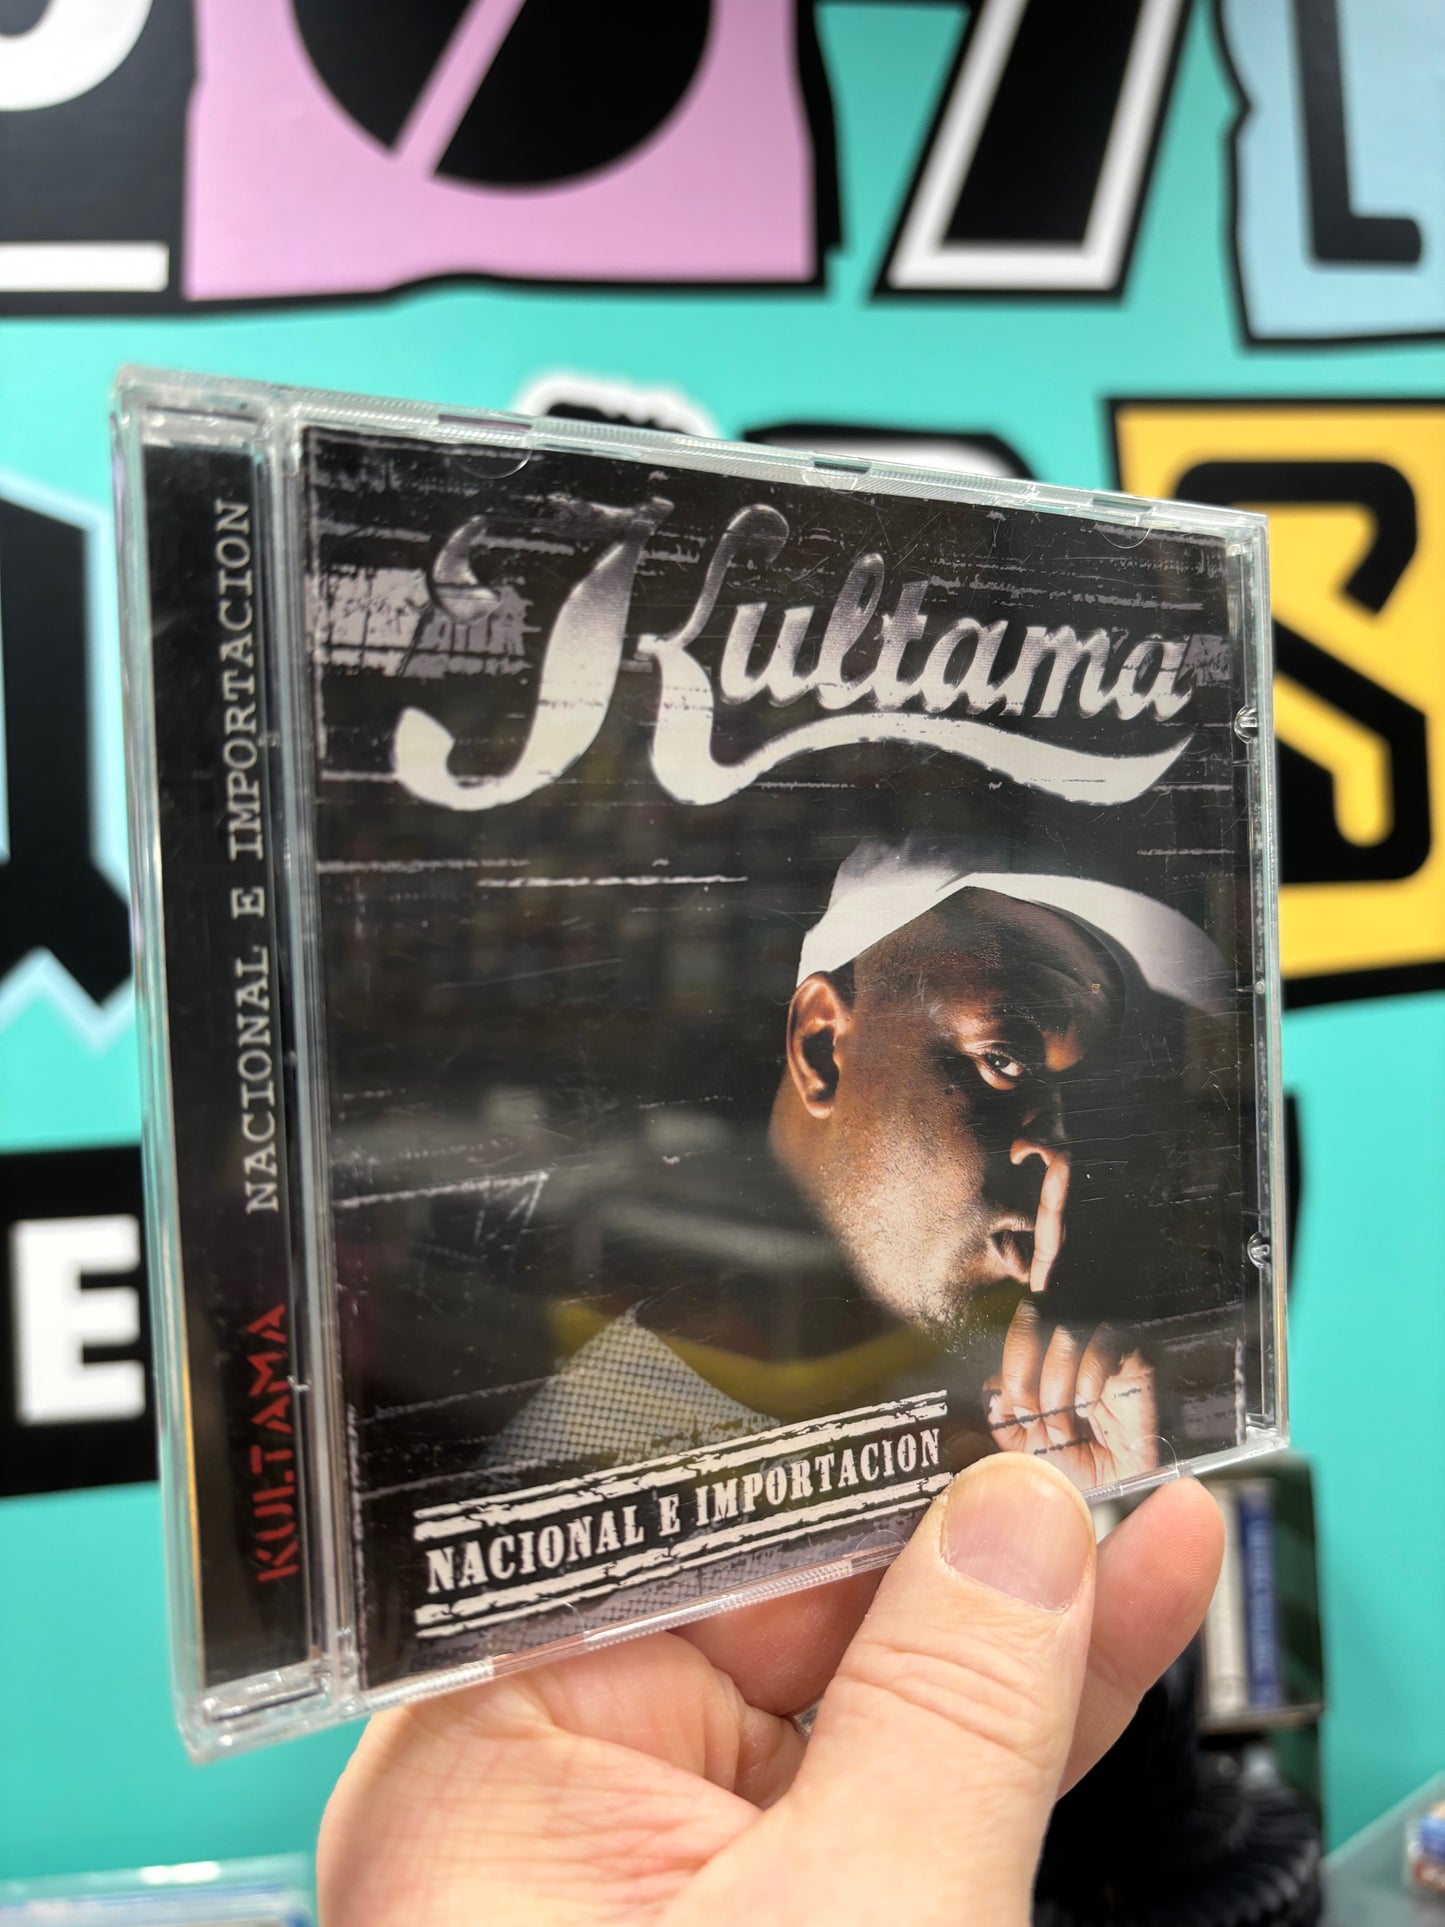 Kultama
NACIONAL E IMPORTACION
KULTAMA NACIONAL E IMPORTACION
E
S